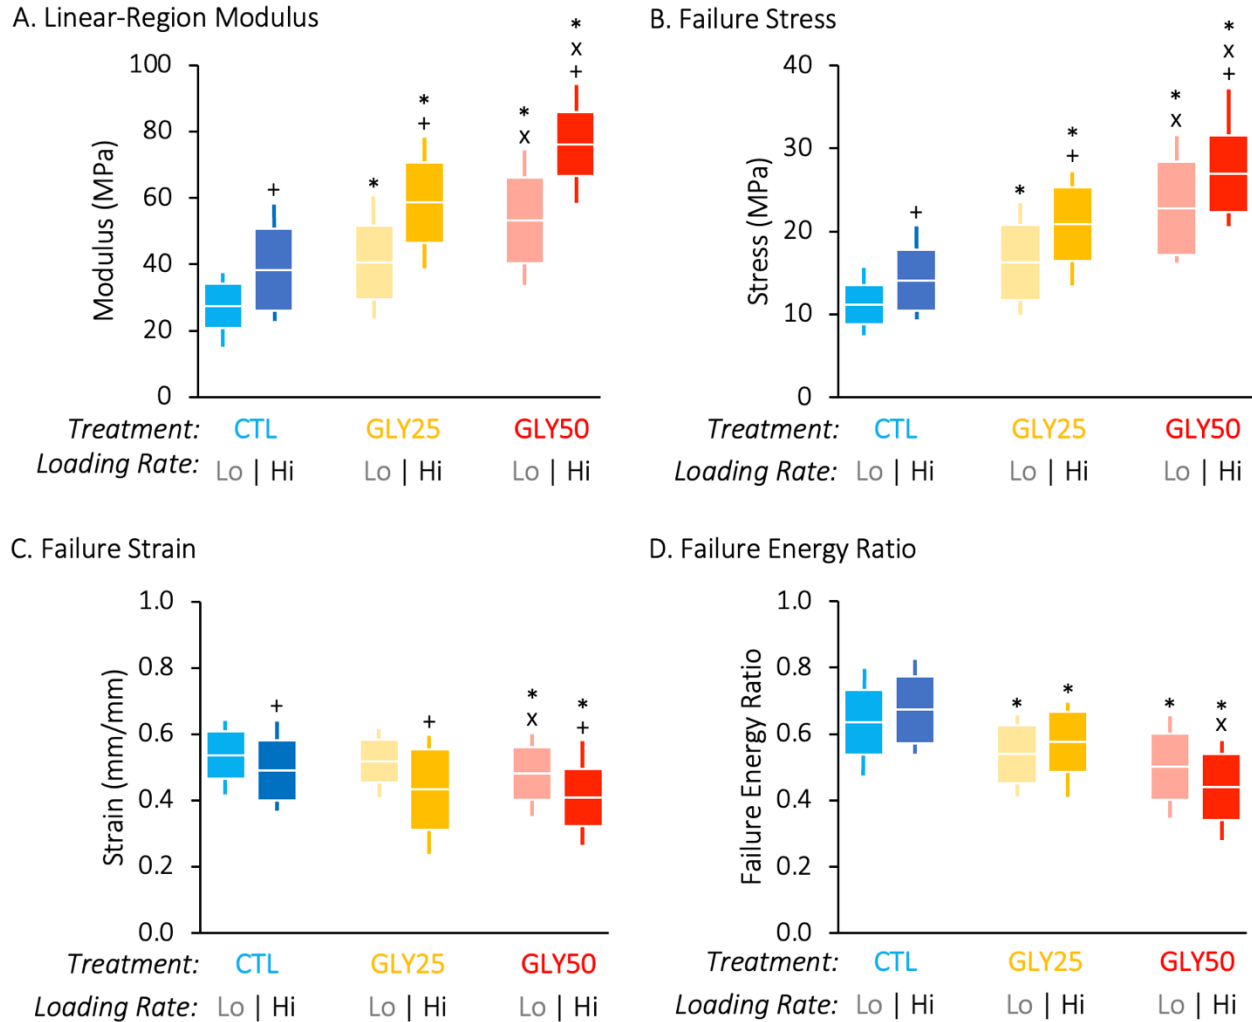 A. Linear-Region Modulus
Modulus (MPa)
100
80
60
40
20
0
+
*
*
+
*
x
*
x
+
Treatment: CTL GLY25 GLY50
Loading Rate: Lo | Hi Lo | Hi Lo | Hi
B. Failure Stress
Stress (MPa)
40
30
20
10
0
+
*
*
+
*
x
*
x
+
Treatment: CTL GLY25 GLY50
Loading Rate: Lo | Hi Lo | Hi Lo | Hi
C. Failure Strain
Strain (mm/mm)
1.0
0.8
0.6
0.4
0.2
0.0
+
+
*
x
*
+
Treatment: CTL GLY25 GLY50
Loading Rate: Lo | Hi Lo | Hi Lo | Hi
D. Failure Energy Ratio
Failure Energy Ratio
1.0
0.8
0.6
0.4
0.2
0.0
*
*
*
*
x
Treatment: CTL GLY25 GLY50
Loading Rate: Lo | Hi Lo | Hi Lo | Hi